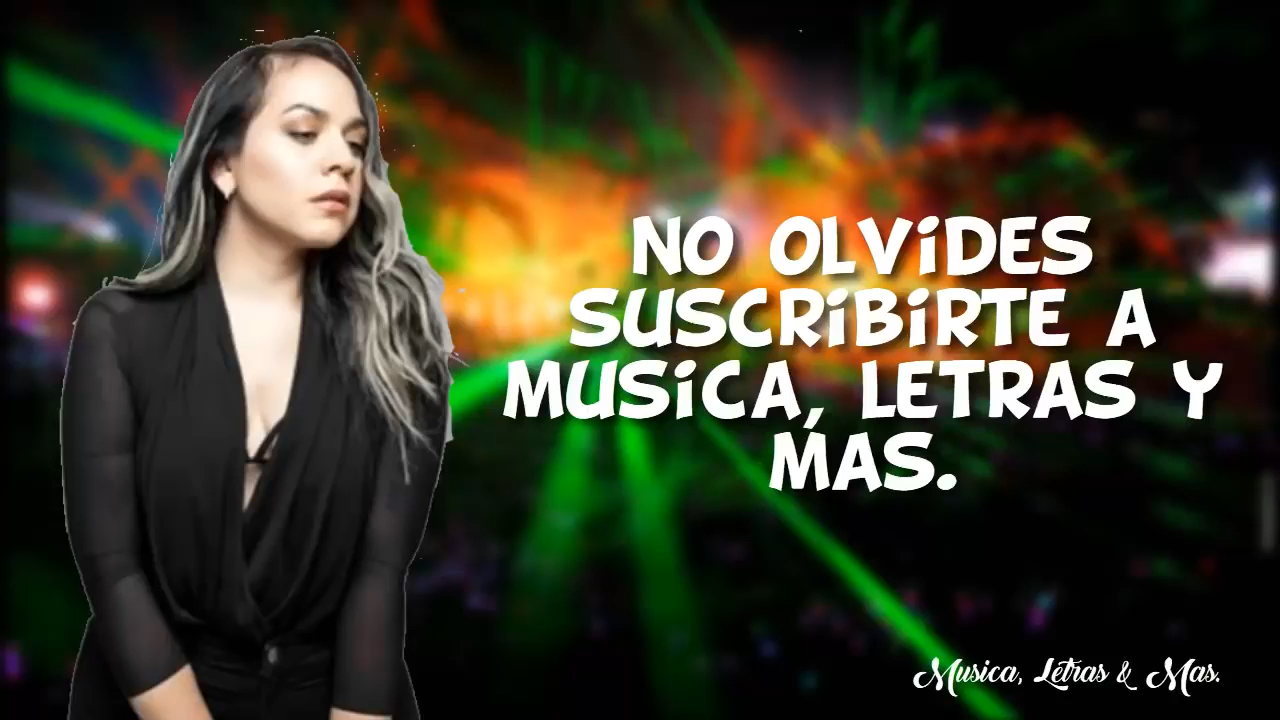 NO OLVIDES
SUSCRIBIRTE A
MUSICA, LETRAS Y
MAS.
Musica, Letras & Mas.